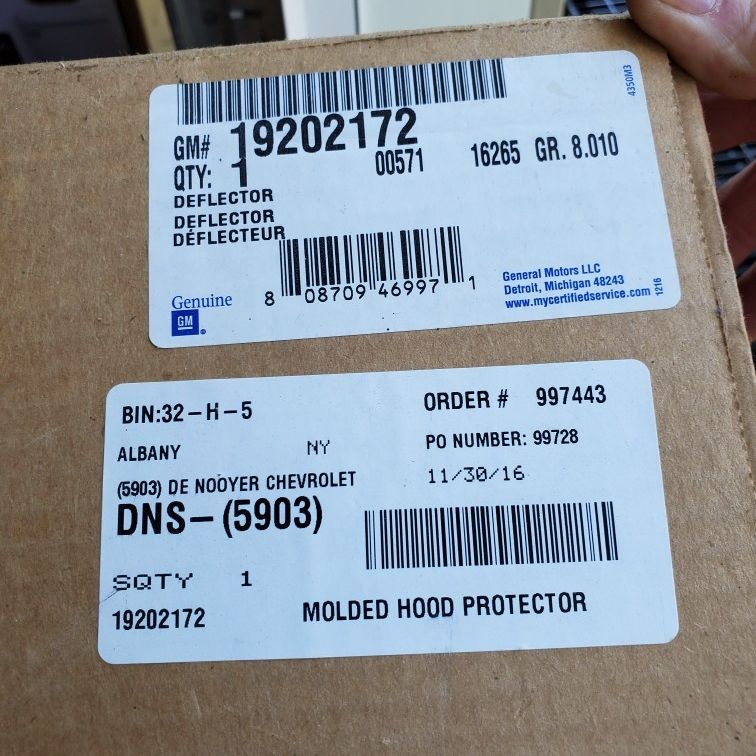 4350M3
GM# 19202172
QTY: 1 00571 16265 GR. 8.010
DEFLECTOR
DEFLECTOR
DÉFLECTEUR
8 08709 46997 1
Genuine
GM
General Motors LLC
Detroit, Michigan 48243
www.mycertifiedservice.com
1216
BIN:32-H-5 ORDER # 997443
ALBANY NY PO NUMBER: 99728
(5903) DE NOOYER CHEVROLET 11/30/16
DNS-(5903)
SQTY 1
19202172 MOLDED HOOD PROTECTOR